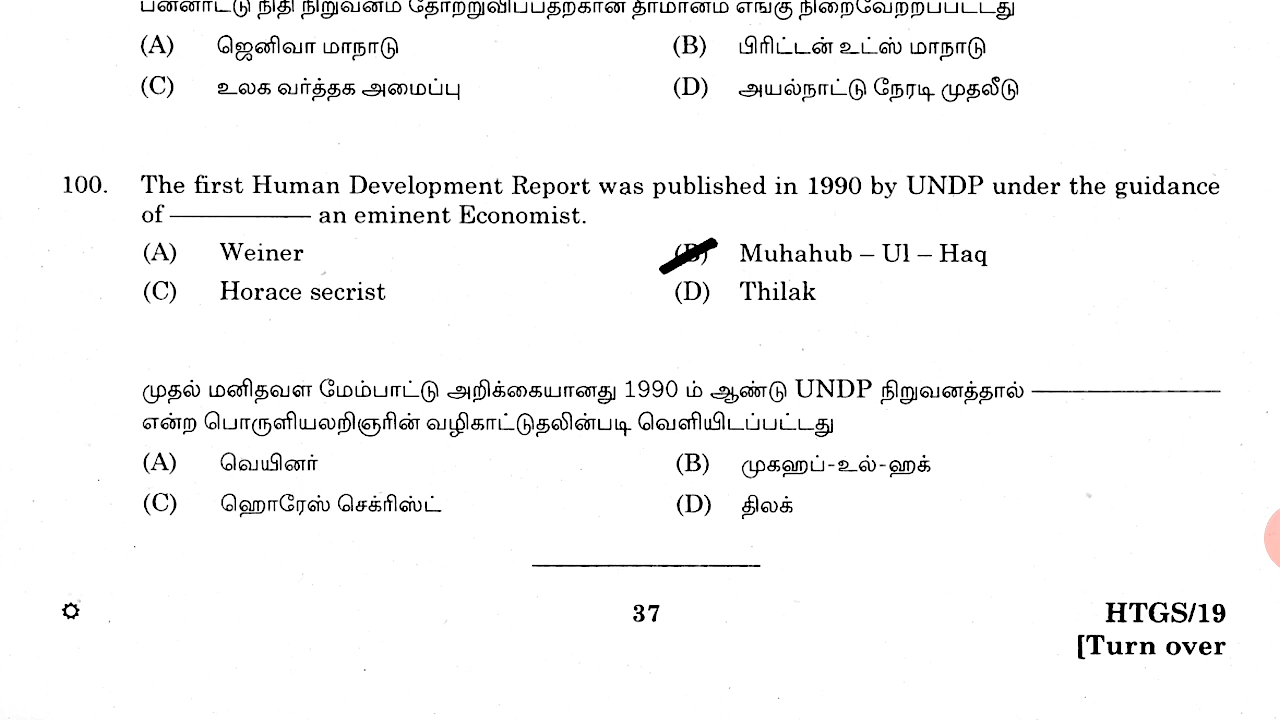 பன்னாட்டு நிதி நிறுவனம் தோற்றுவிப்பதற்கான தீர்மானம் எங்கு நிறைவேற்றப்பட்டது
(A) ஜெனிவா மாநாடு (B) பிரிட்டன் உட்ஸ் மாநாடு
(C) உலக வர்த்தக அமைப்பு (D) அயல்நாட்டு நேரடி முதலீடு
100. The first Human Development Report was published in 1990 by UNDP under the guidance
of ———— an eminent Economist.
(A) Weiner (B) Muhahub – Ul – Haq
(C) Horace secrist (D) Thilak
முதல் மனிதவள மேம்பாட்டு அறிக்கையானது 1990 ம் ஆண்டு UNDP நிறுவனத்தால் ————
என்ற பொருளியலறிஞரின் வழிகாட்டுதலின்படி வெளியிடப்பட்டது
(A) வெயினர் (B) முகஹப்-உல்-ஹக்
(C) ஹொரேஸ் செக்ரிஸ்ட் (D) திலக்
37 HTGS/19
[Turn over